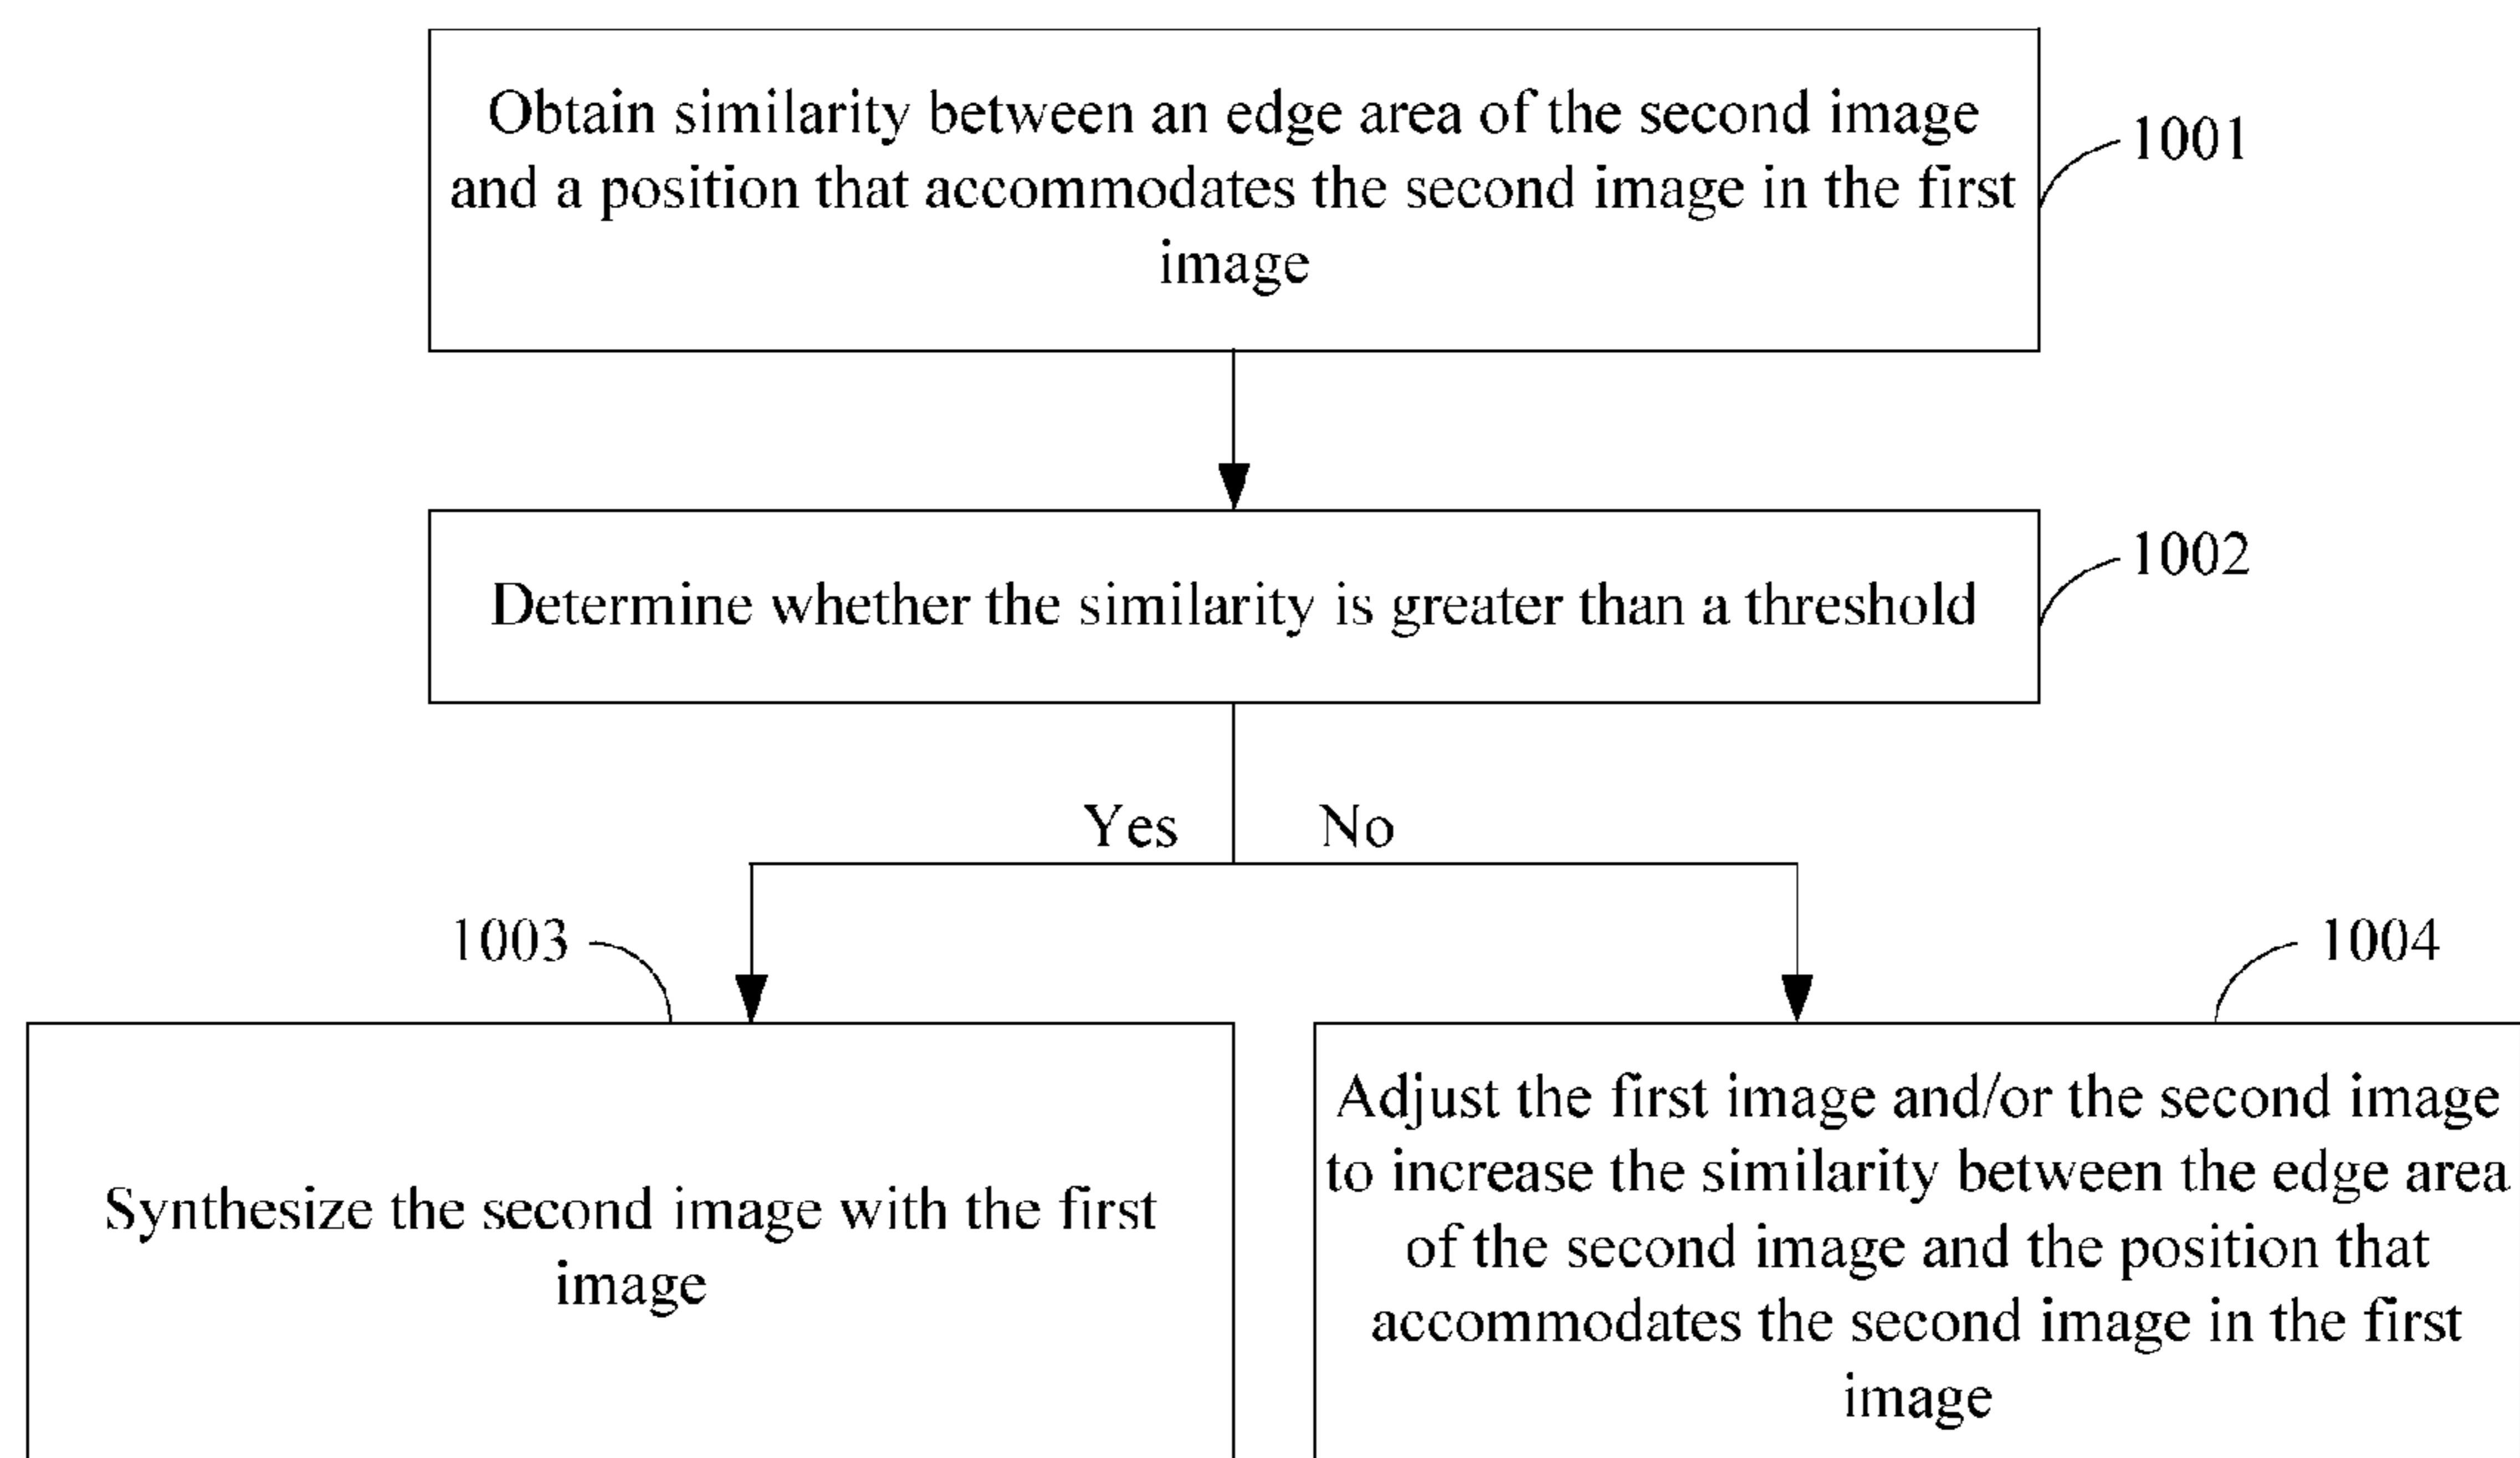 Obtain similarity between an edge area of the second image
and a position that accommodates the second image in the first
image
1001
Determine whether the similarity is greater than a threshold
1002
Yes
No
1003
Synthesize the second image with the first
image
1004
Adjust the first image and/or the second image
to increase the similarity between the edge area
of the second image and the position that
accommodates the second image in the first
image